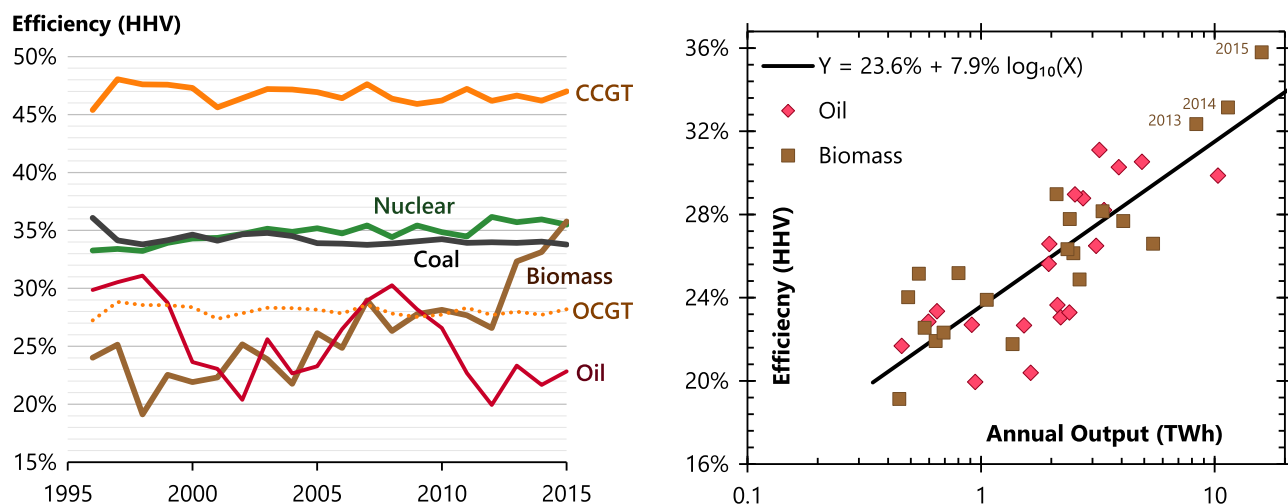 Efficiency (HHV)
50%
45%
40%
35%
30%
25%
20%
15%
1995
2000
2005
2010
2015
CCGT
Nuclear
Coal
Biomass
OCGT
Oil
36%
32%
28%
24%
20%
16%
0.1
1
10
Efficiecny (HHV)
Annual Output (TWh)
Y = 23.6% + 7.9% log₁₀(X)
Oil
Biomass
2015
2014
2013